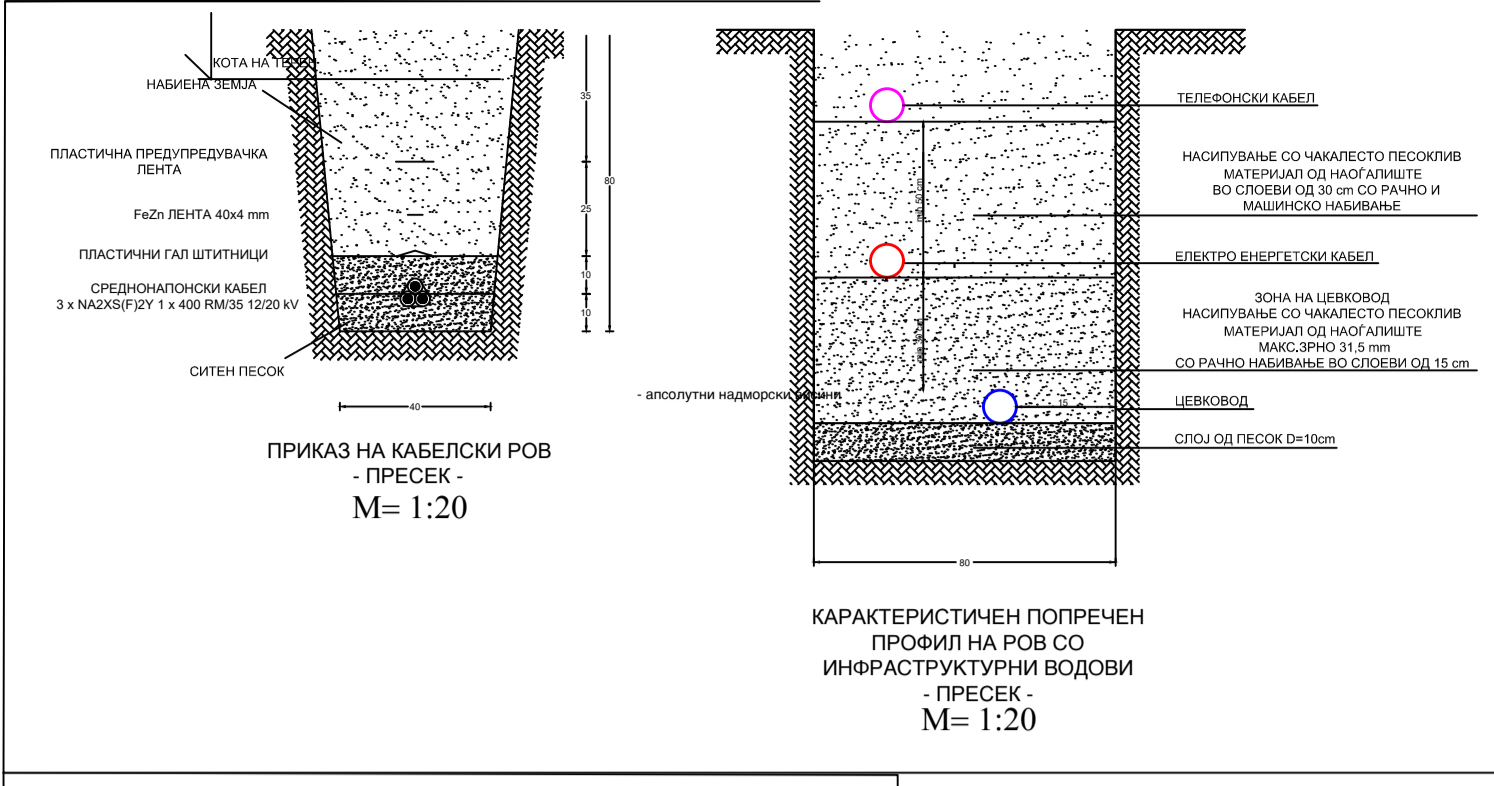 КОТА НА ТЕРЕН
НАБИЕНА ЗЕМЈА
ПЛАСТИЧНА ПРЕДУПРЕДУВАЧКА
ЛЕНТА
FeZn ЛЕНТА 40x4 mm
ПЛАСТИЧНИ ГАЛ ШТИТНИЦИ
СРЕДНОНАПОНСКИ КАБЕЛ
3 x NA2XS(F)2Y 1 x 400 RM/35 12/20 kV
СИТЕН ПЕСОК
35
25
10
10
80
40
ПРИКАЗ НА КАБЕЛСКИ РОВ
- ПРЕСЕК -
М= 1:20
- апсолутни надморски висини
ТЕЛЕФОНСКИ КАБЕЛ
НАСИПУВАЊЕ СО ЧАКАЛЕСТО ПЕСОКЛИВ
МАТЕРИЈАЛ ОД НАОЃАЛИШТЕ
ВО СЛОЕВИ ОД 30 cm СО РАЧНО И
МАШИНСКО НАБИВАЊЕ
min 50 cm
ЕЛЕКТРО ЕНЕРГЕТСКИ КАБЕЛ
ЗОНА НА ЦЕВКОВОД
НАСИПУВАЊЕ СО ЧАКАЛЕСТО ПЕСОКЛИВ
МАТЕРИЈАЛ ОД НАОЃАЛИШТЕ
МАКС.ЗРНО 31,5 mm
СО РАЧНО НАБИВАЊЕ ВО СЛОЕВИ ОД 15 cm
15
ЦЕВКОВОД
СЛОЈ ОД ПЕСОК D=10cm
80
КАРАКТЕРИСТИЧЕН ПОПРЕЧЕН
ПРОФИЛ НА РОВ СО
ИНФРАСТРУКТУРНИ ВОДОВИ
- ПРЕСЕК -
М= 1:20